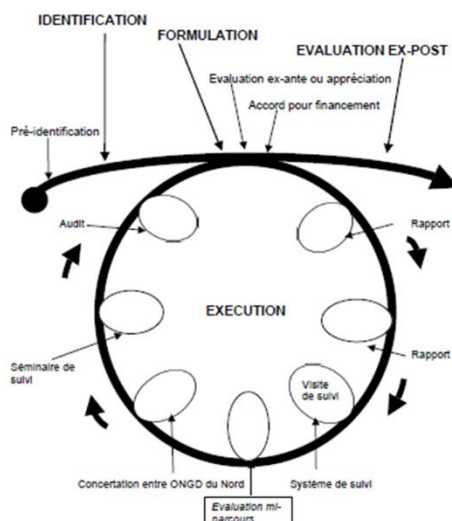 IDENTIFICATION
FORMULATION
EVALUATION EX-POST
Evaluation ex-ante ou appréciation
Accord pour financement
Pré-identification
Audit
Rapport
EXECUTION
Séminaire de
suivi
Rapport
Visite
de suivi
Concertation entre ONGD du Nord
Système de suivi
Evaluation mi-
parcours